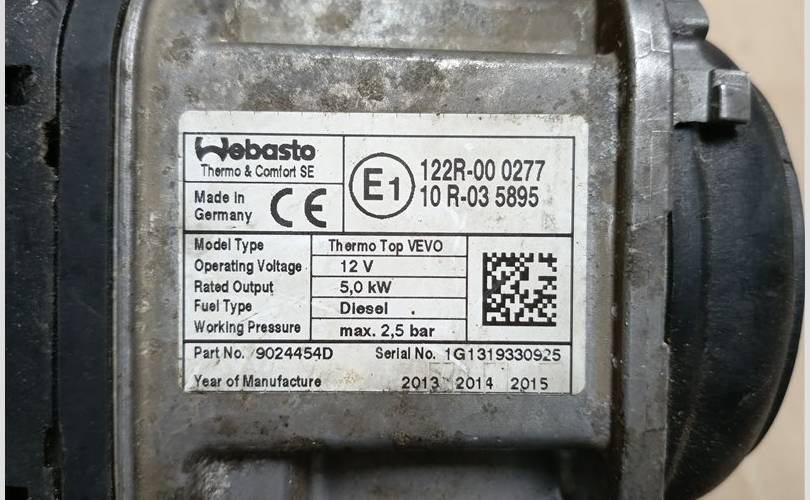 Webasto
Thermo & Comfort SE
Made in
Germany
CE
E1
122R-00 0277
10 R-03 5895
Model Type Thermo Top VEVO
Operating Voltage 12 V
Rated Output 5,0 kW
Fuel Type Diesel
Working Pressure max. 2,5 bar
Part No. 9024454D Serial No. 1G1319330925
Year of Manufacture 2013 2014 2015